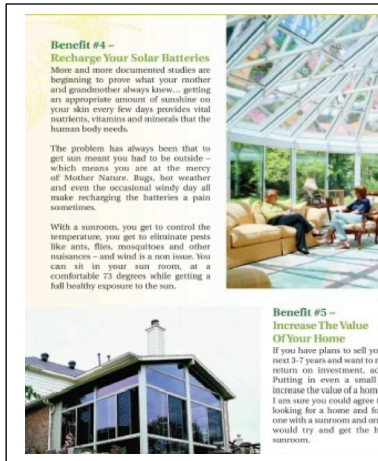 Benefit #4 –
Recharge Your Solar Batteries
More and more documented studies are
beginning to prove what your mother
and grandmother always knew... getting
an appropriate amount of sunshine on
your skin every few days provides vital
nutrients, vitamins and minerals that the
human body needs.
The problem has always been that to
get sun meant you had to be outside –
which means you are at the mercy
of Mother Nature. Bugs, hot weather
and even the occasional windy day all
make recharging the batteries a pain
sometimes.
With a sunroom, you get to control the
temperature, you get to eliminate pests
like ants, flies, mosquitoes and other
nuisances – and wind is a non issue. You
can sit in your sun room, at a
comfortable 73 degrees while getting a
full healthy exposure to the sun.
Benefit #5 –
Increase The Value
Of Your Home
If you have plans to sell yo
next 3-7 years and want to
return on investment,
Putting in even a small
increase the value of a hom
I am sure you could agree
looking for a home and fo
one with a sunroom and on
would try and get the h
sunroom.